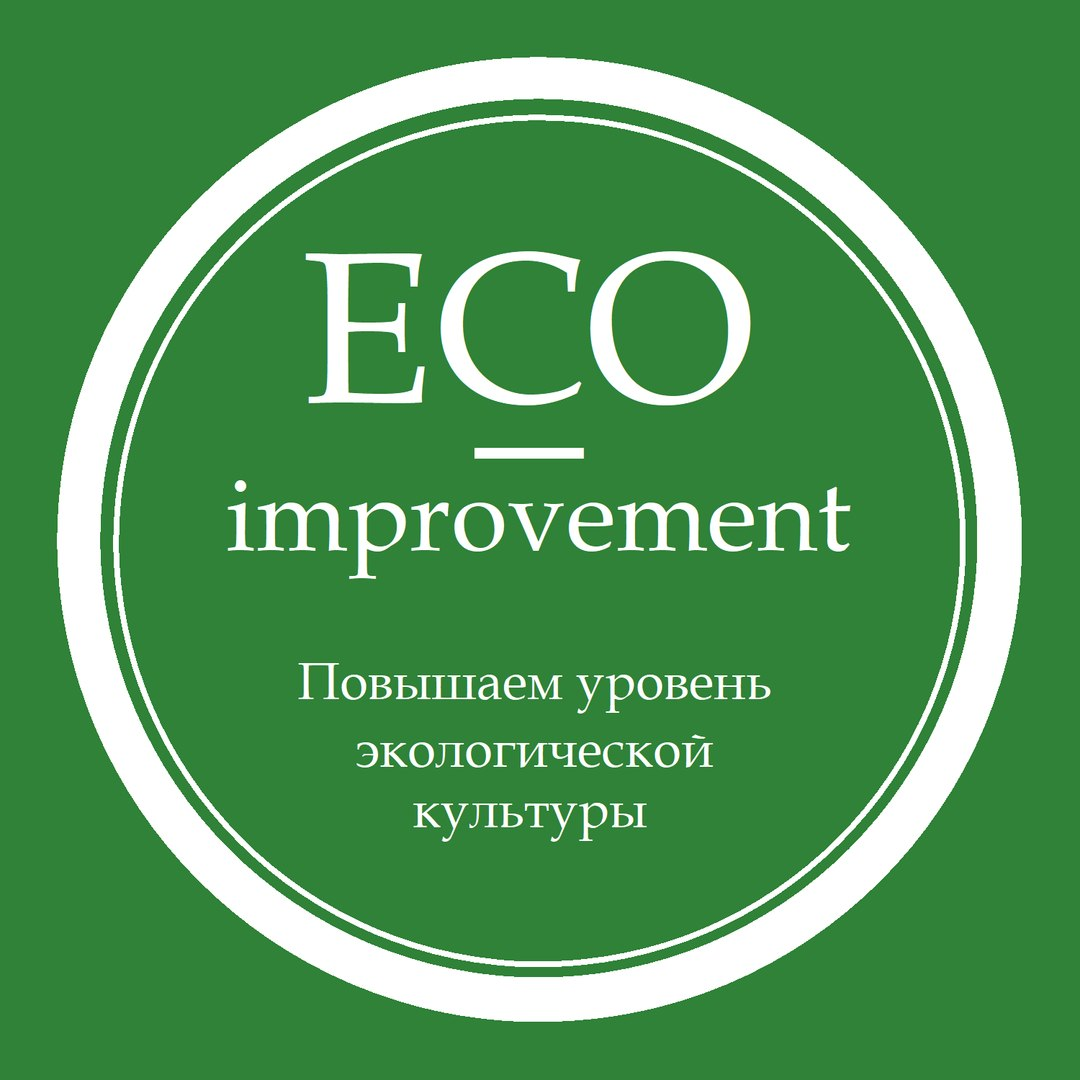 ECO
improvement
Повышаем уровень
экологической
культуры